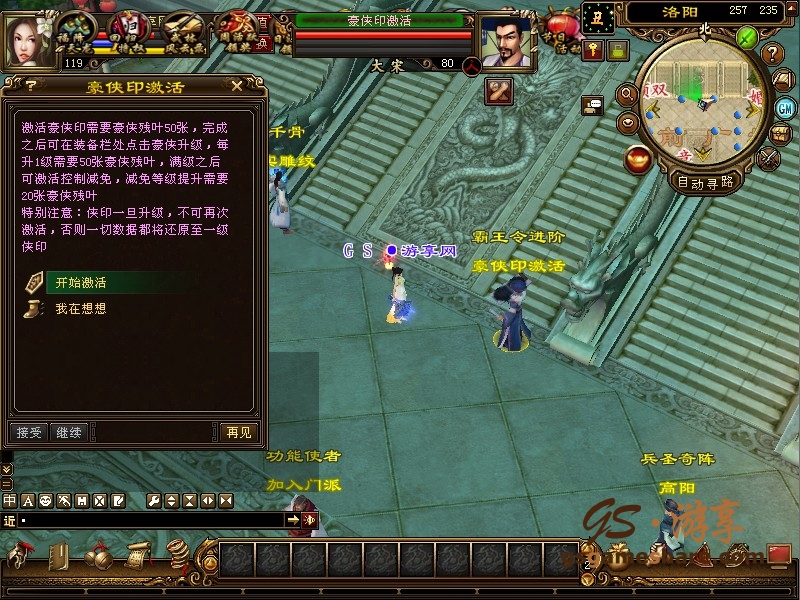 119
豪侠印激活
大宋
80
洛阳
257 235
北
GM
自动寻路
豪侠印激活
激活豪侠印需要豪侠残叶50张，完成
之后可在装备栏处点击豪侠升级，每
升1级需要50张豪侠残叶，满级之后
可激活控制减免，减免等级提升需要
20张豪侠残叶
特别注意：侠印一旦升级，不可再次
激活，否则一切数据都将还原至一级
侠印
开始激活
我在想想
接受
继续
再见
千骨
雕纹
GS
游享网
霸王令进阶
豪侠印激活
功能使者
加入门派
兵圣奇阵
高阳
中
A
近
GS·游享